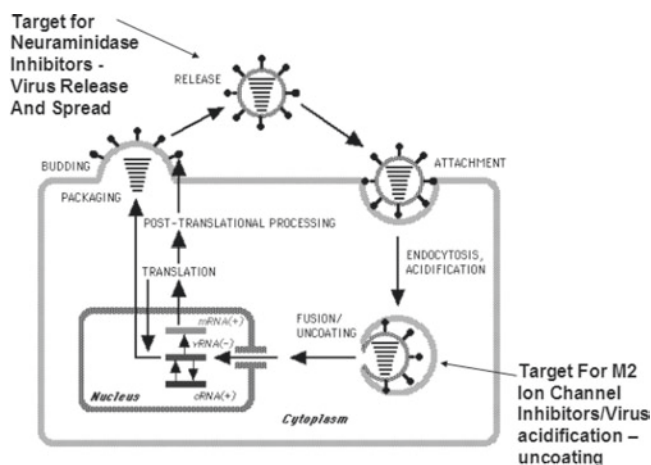 Target for
Neuraminidase
Inhibitors -
Virus Release
And Spread
RELEASE
BUDDING
ATTACHMENT
PACKAGING
POST-TRANSLATIONAL PROCESSING
ENDOCYTOSIS,
ACIDIFICATION
TRANSLATION
mRNA(+)
FUSION/
UNCOATING
vRNA(-)
cRNA(+)
Nucleus
Cytoplasm
Target For M2
Ion Channel
Inhibitors/Virus
acidification –
uncoating